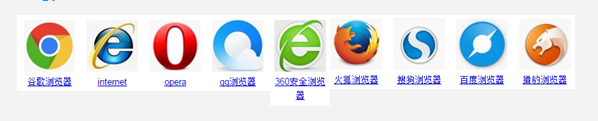 谷歌浏览器
internet
opera
qq浏览器
360安全浏览
器
火狐浏览器
搜狗浏览器
百度浏览器
猎豹浏览器